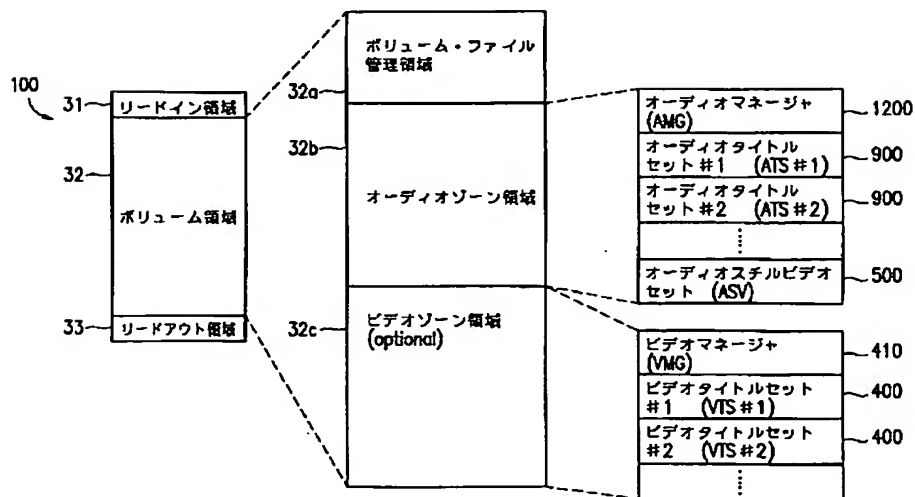 100
31
リードイン領域
32
ボリューム領域
33
リードアウト領域
ボリューム・ファイル
管理領域
32a
32b
オーディオゾーン領域
32c
ビデオゾーン領域
(optional)
オーディオマネージャ
(AMG)
1200
オーディオタイトル
セット#1 (ATS#1)
900
オーディオタイトル
セット#2 (ATS#2)
900
オーディオスチルビデオ
セット (ASV)
500
ビデオマネージャ
(VMG)
410
ビデオタイトルセット
#1 (VTS#1)
400
ビデオタイトルセット
#2 (VTS#2)
400